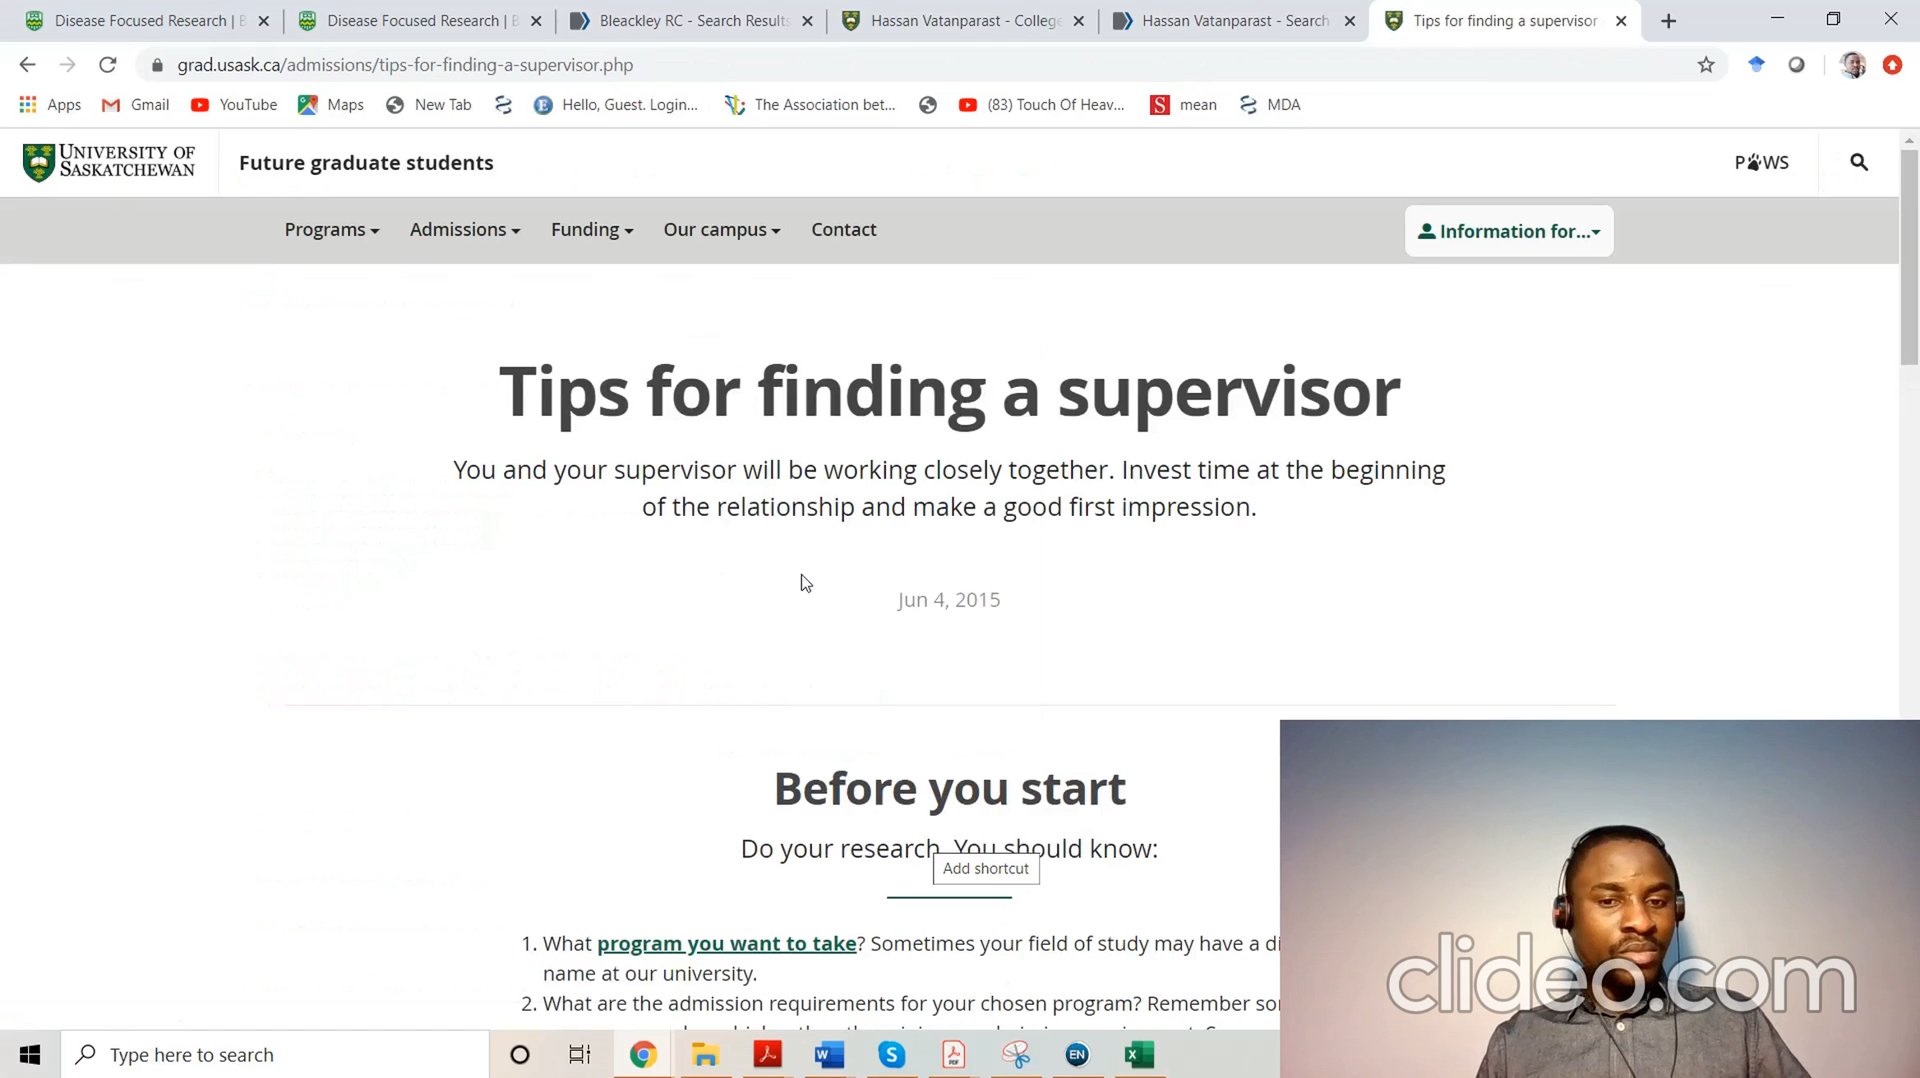 Disease Focused Research | B
Disease Focused Research | B
Bleackley RC - Search Results
Hassan Vatanparast - College
Hassan Vatanparast - Search
Tips for finding a supervisor
grad.usask.ca/admissions/tips-for-finding-a-supervisor.php
Apps
Gmail
YouTube
Maps
New Tab
Hello, Guest. Login...
The Association bet...
(83) Touch Of Heav...
S mean
MDA
UNIVERSITY OF
SASKATCHEWAN
Future graduate students
PAWS
Programs
Admissions
Funding
Our campus
Contact
Information for...
Tips for finding a supervisor
You and your supervisor will be working closely together. Invest time at the beginning
of the relationship and make a good first impression.
Jun 4, 2015
Before you start
Do your research. You should know:
Add shortcut
1. What program you want to take? Sometimes your field of study may have a di
name at our university.
2. What are the admission requirements for your chosen program? Remember so
clideo.com
Type here to search
W
S
PDF
EN
X